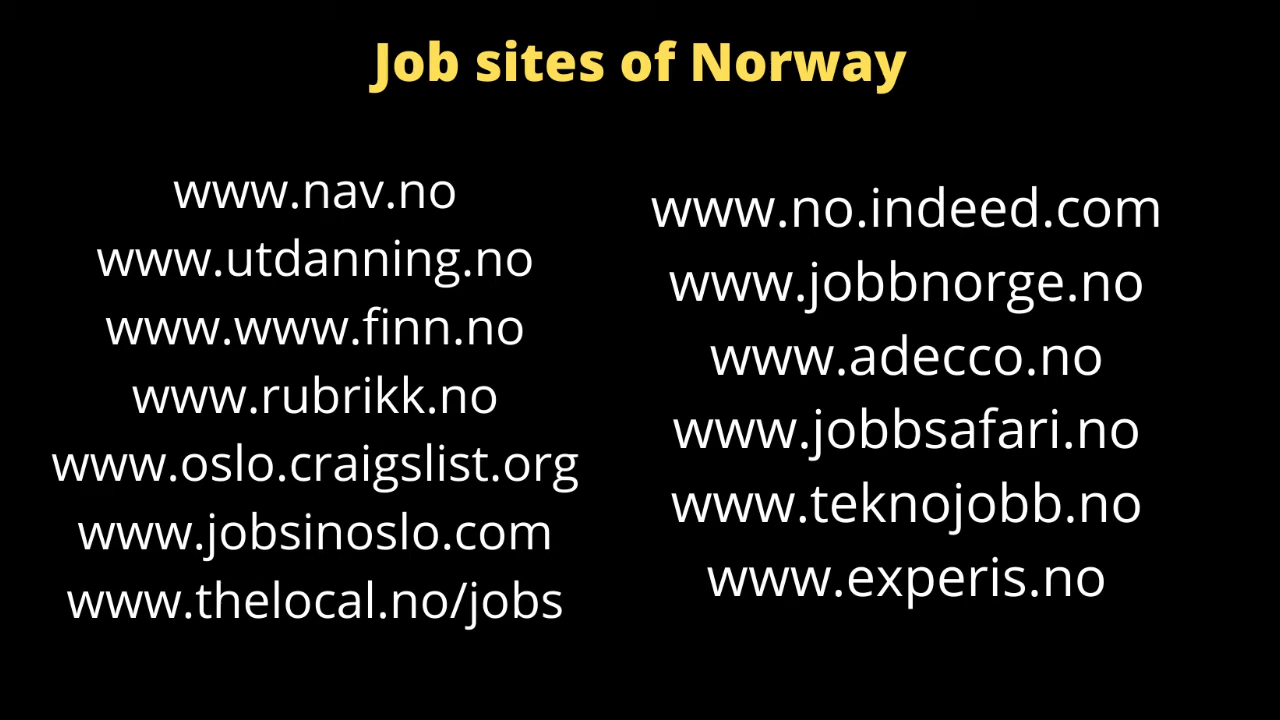 Job sites of Norway
www.nav.no
www.utdanning.no
www.www.finn.no
www.rubrikk.no
www.oslo.craigslist.org
www.jobsinoslo.com
www.thelocal.no/jobs
www.no.indeed.com
www.jobbnorge.no
www.adecco.no
www.jobbsafari.no
www.teknojobb.no
www.experis.no